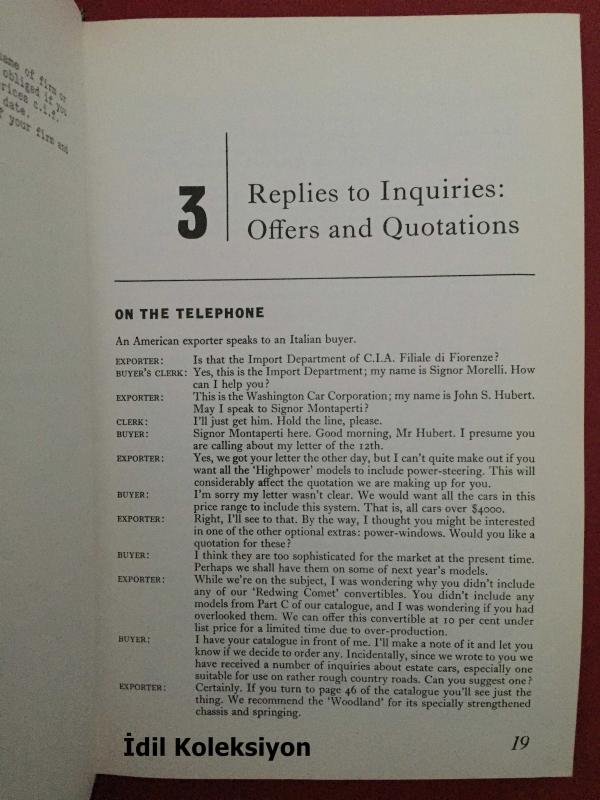 ame of firm or
obliged if you
rices c.i.f.
date.
f your firm and
3
Replies to Inquiries:
Offers and Quotations
ON THE TELEPHONE
An American exporter speaks to an Italian buyer.
EXPORTER: Is that the Import Department of C.I.A. Filiale di Fiorenze?
BUYER'S CLERK: Yes, this is the Import Department; my name is Signor Morelli. How
can I help you?
EXPORTER: This is the Washington Car Corporation; my name is John S. Hubert.
May I speak to Signor Montaperti?
CLERK: I'll just get him. Hold the line, please.
BUYER: Signor Montaperti here. Good morning, Mr Hubert. I presume you
are calling about my letter of the 12th.
EXPORTER: Yes, we got your letter the other day, but I can't quite make out if you
want all the 'Highpower' models to include power-steering. This will
considerably affect the quotation we are making up for you.
BUYER: I'm sorry my letter wasn't clear. We would want all the cars in this
price range to include this system. That is, all cars over $4000.
EXPORTER: Right, I'll see to that. By the way, I thought you might be interested
in one of the other optional extras: power-windows. Would you like a
quotation for these?
BUYER: I think they are too sophisticated for the market at the present time.
Perhaps we shall have them on some of next year's models.
EXPORTER: While we're on the subject, I was wondering why you didn't include
any of our 'Redwing Comet' convertibles. You didn't include any
models from Part C of our catalogue, and I was wondering if you had
overlooked them. We can offer this convertible at 10 per cent under
list price for a limited time due to over-production.
BUYER: I have your catalogue in front of me. I'll make a note of it and let you
know if we decide to order any. Incidentally, since we wrote to you we
have received a number of inquiries about estate cars, especially one
suitable for use on rather rough country roads. Can you suggest one?
EXPORTER: Certainly. If you turn to page 46 of the catalogue you'll see just the
thing. We recommend the 'Woodland' for its specially strengthened
chassis and springing.
İdil Koleksiyon
19